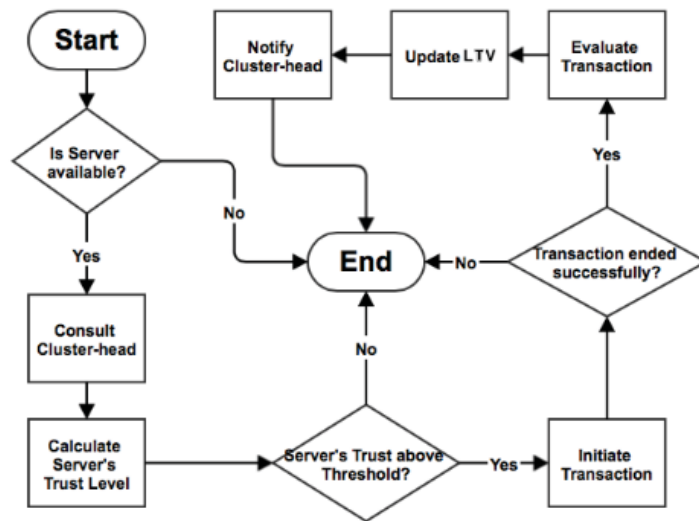 Start
Is Server
available?
No
Yes
Consult
Cluster-head
Calculate
Server's
Trust Level
Server's Trust above
Threshold?
No
Yes
Initiate
Transaction
Transaction ended
successfully?
No
Yes
Evaluate
Transaction
Update LTV
Notify
Cluster-head
End